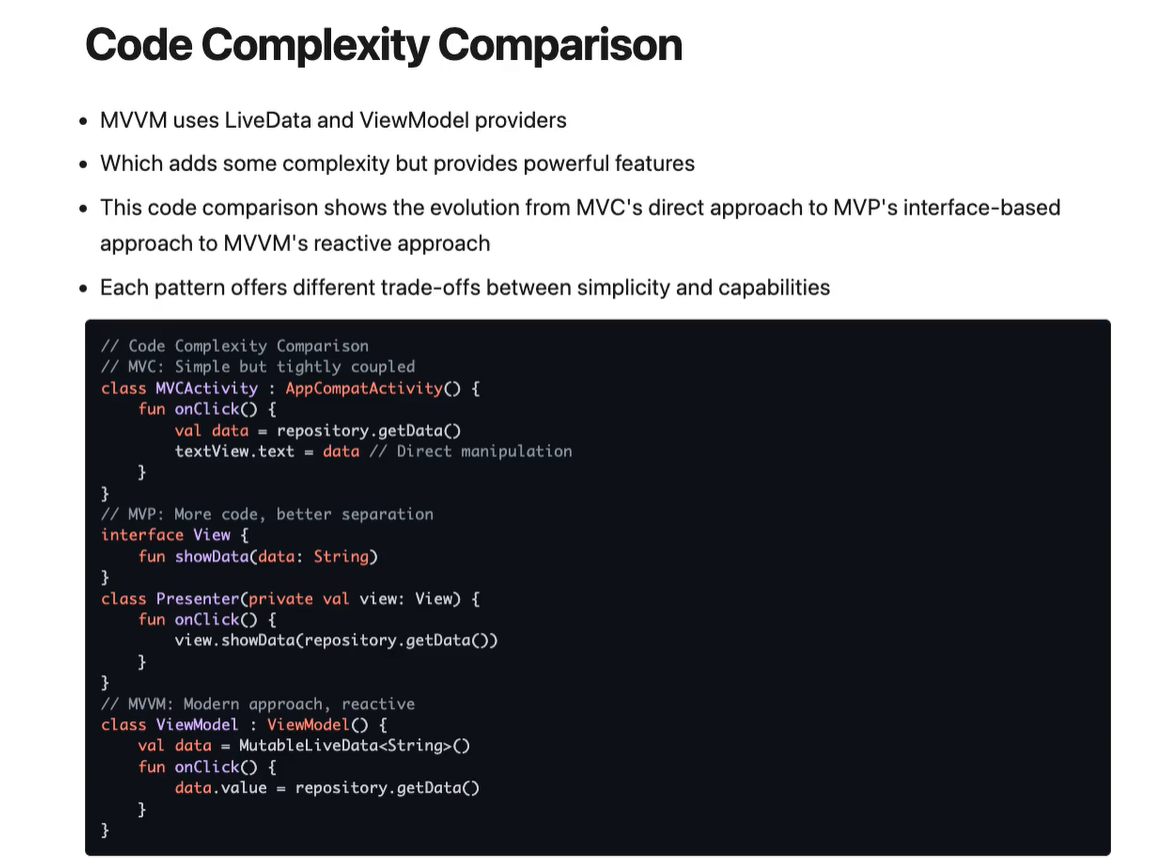 Code Complexity Comparison
• MVVM uses LiveData and ViewModel providers
• Which adds some complexity but provides powerful features
• This code comparison shows the evolution from MVC's direct approach to MVP's interface-based
approach to MVVM's reactive approach
• Each pattern offers different trade-offs between simplicity and capabilities
// Code Complexity Comparison
// MVC: Simple but tightly coupled
class MVCActivity : AppCompatActivity() {
    fun onClick() {
        val data = repository.getData()
        textView.text = data // Direct manipulation
    }
}
// MVP: More code, better separation
interface View {
    fun showData(data: String)
}
class Presenter(private val view: View) {
    fun onClick() {
        view.showData(repository.getData())
    }
}
// MVVM: Modern approach, reactive
class ViewModel : ViewModel() {
    val data = MutableLiveData<String>()
    fun onClick() {
        data.value = repository.getData()
    }
}